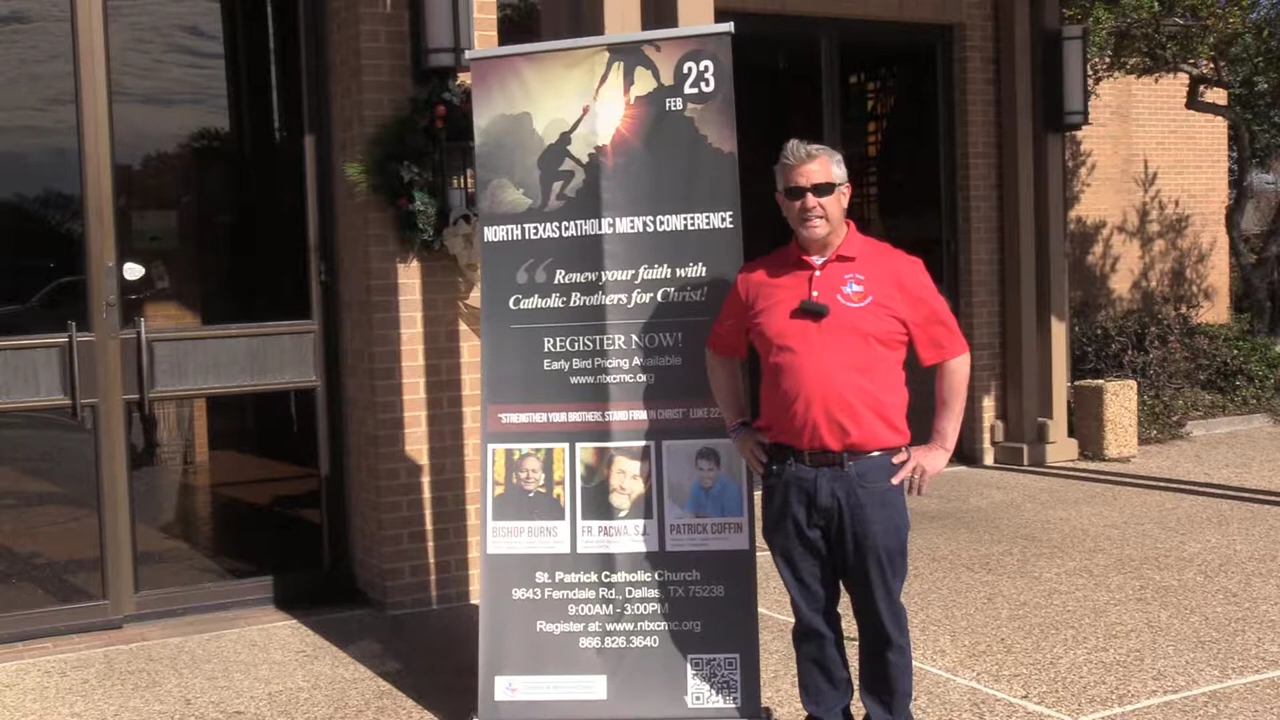 23
FEB
NORTH TEXAS CATHOLIC MEN'S CONFERENCE
“ Renew your faith with
Catholic Brothers for Christ!
REGISTER NOW!
Early Bird Pricing Available
www.ntxcmc.org
"STRENGTHEN YOUR BROTHERS, STAND FIRM IN CHRIST" LUKE
BISHOP BURNS
FR. PACWA, S.J.
PATRICK COFFIN
St. Patrick Catholic Church
9643 Ferndale Rd., Dallas, TX 75238
9:00AM - 3:00PM
Register at: www.ntxcmc.org
866.826.3640